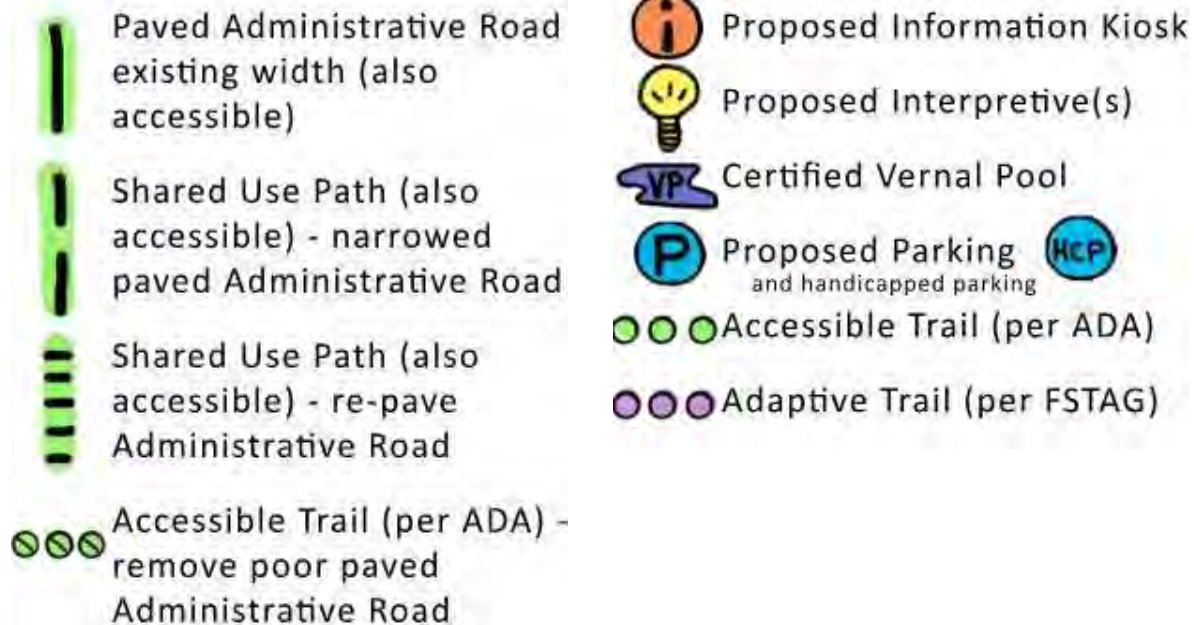 Paved Administrative Road
existing width (also
accessible)
Shared Use Path (also
accessible) - narrowed
paved Administrative Road
Shared Use Path (also
accessible) - re-pave
Administrative Road
Accessible Trail (per ADA) -
remove poor paved
Administrative Road
i Proposed Information Kiosk
Proposed Interpretive(s)
VP Certified Vernal Pool
P Proposed Parking HCP
and handicapped parking
Accessible Trail (per ADA)
Adaptive Trail (per FSTAG)